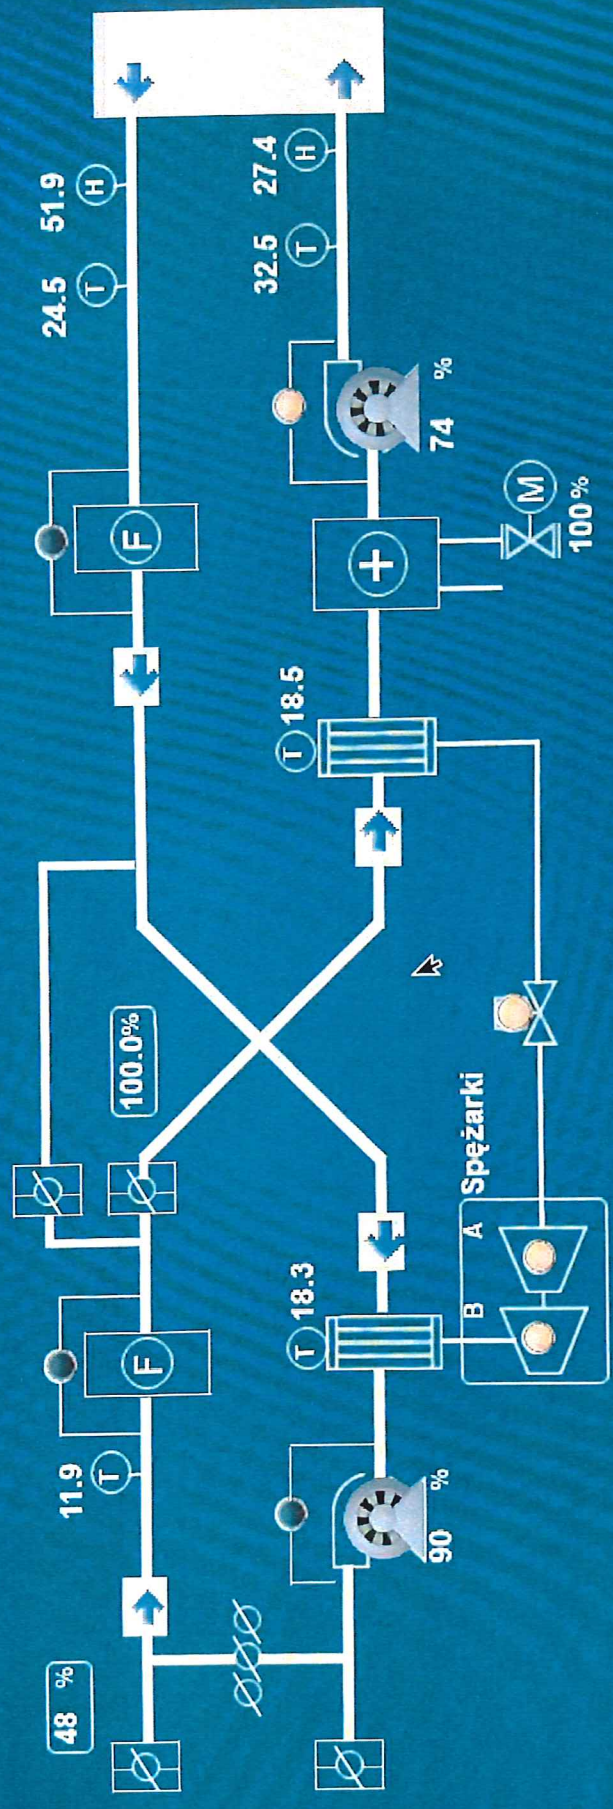 48 %
11.9
T
F
100.0%
F
24.5
51.9
T
H
90 %
T
18.3
T
18.5
+
74 %
32.5
27.4
T
H
M
100%
B
A
Spężarki